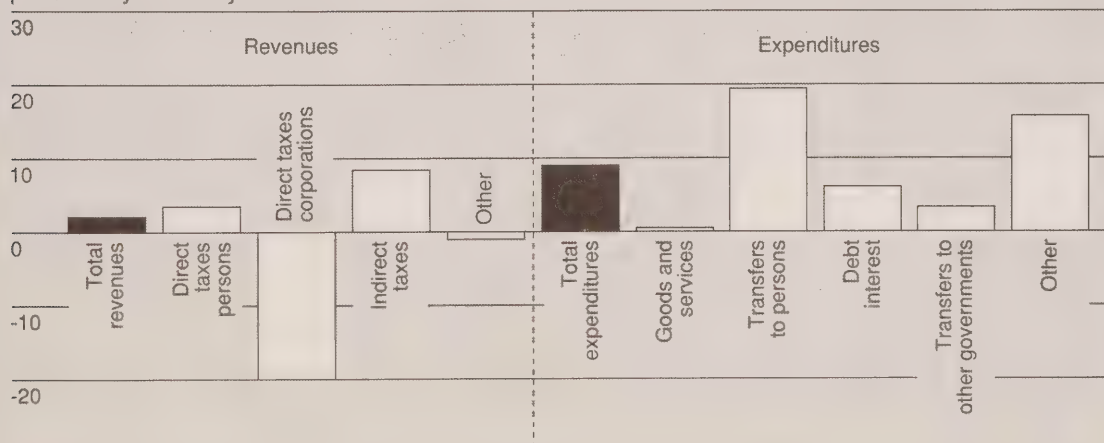 30
Revenues
Expenditures
20
10
0
-10
-20
Total
revenues
Direct
taxes
persons
Direct taxes
corporations
Indirect
taxes
Other
Total
expenditures
Goods and
services
Transfers
to persons
Debt
interest
Transfers to
other governments
Other